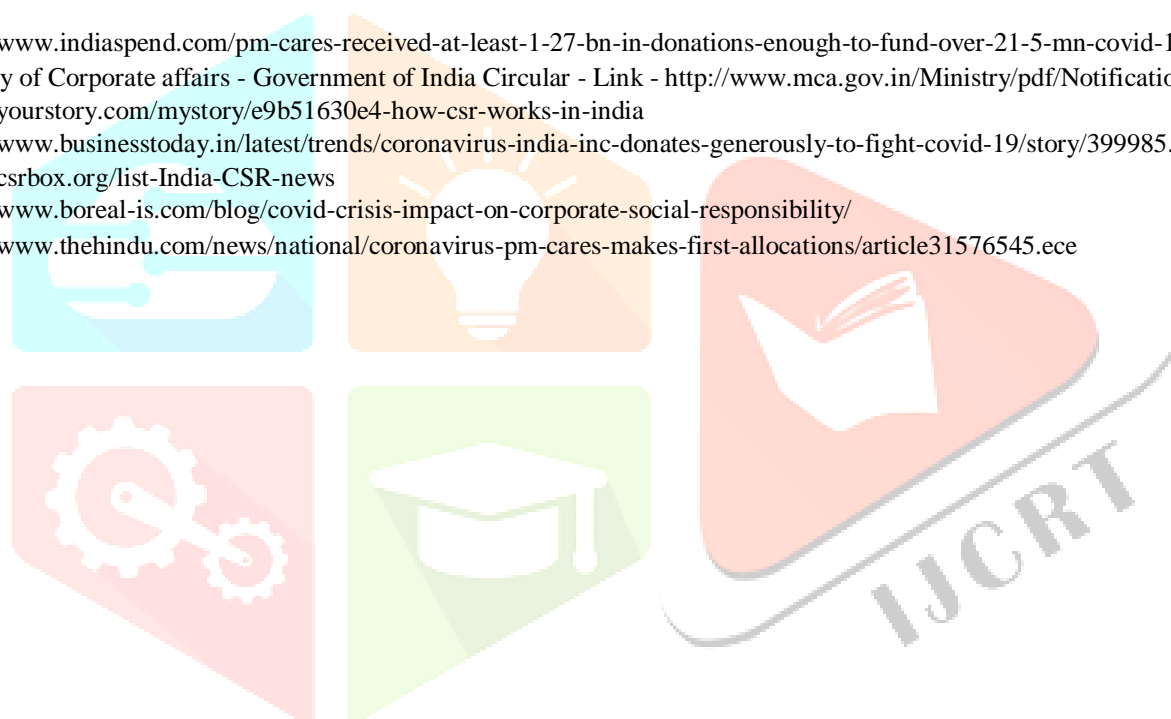 www.indiaspend.com/pm-cares-received-at-least-1-27-bn-in-donations-enough-to-fund-over-21-5-mn-covid-1
y of Corporate affairs - Government of India Circular - Link - http://www.mca.gov.in/Ministry/pdf/Notificatio
yourstory.com/mystory/e9b51630e4-how-csr-works-in-india
www.businesstoday.in/latest/trends/coronavirus-india-inc-donates-generously-to-fight-covid-19/story/399985.
csrbox.org/list-India-CSR-news
www.boreal-is.com/blog/covid-crisis-impact-on-corporate-social-responsibility/
www.thehindu.com/news/national/coronavirus-pm-cares-makes-first-allocations/article31576545.ece
IJCRT